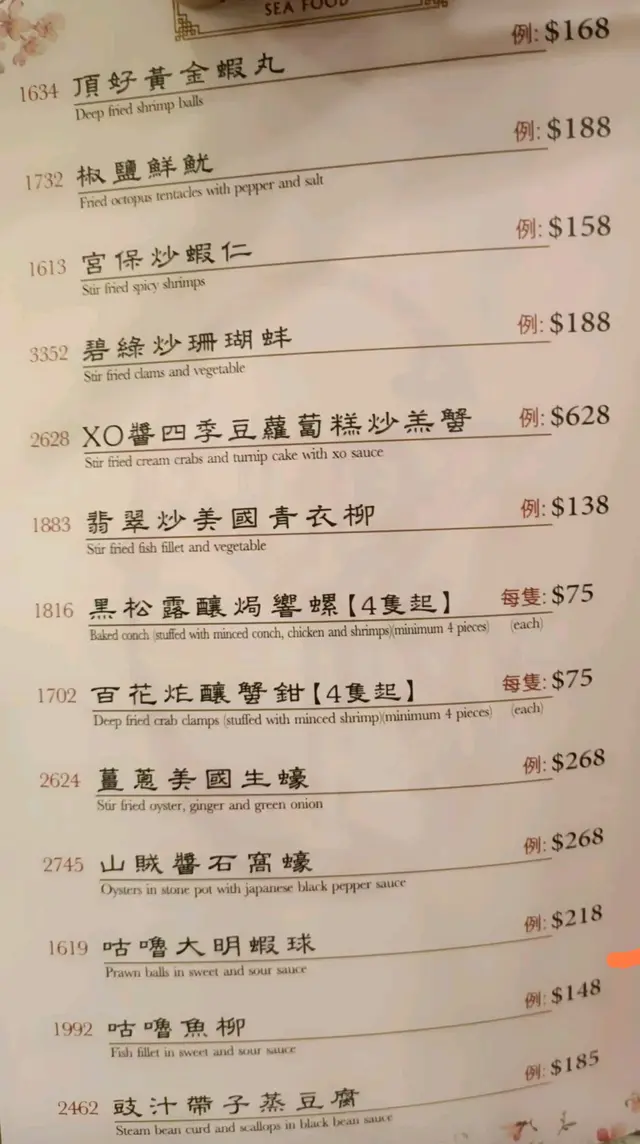 SEA FOOD
1634 頂好黃金蝦丸 例: $168
Deep fried shrimp balls
1732 椒鹽鮮魷 例: $188
Fried octopus tentacles with pepper and salt
1613 宮保炒蝦仁 例: $158
Stir fried spicy shrimps
3352 碧綠炒珊瑚蚌 例: $188
Stir fried clams and vegetable
2628 XO醬四季豆蘿蔔糕炒羔蟹 例: $628
Stir fried cream crabs and turnip cake with xo sauce
1883 翡翠炒美國青衣柳 例: $138
Stir fried fish fillet and vegetable
1816 黑松露釀焗響螺【4隻起】 每隻: $75
Baked conch (stuffed with minced conch, chicken and shrimps)(minimum 4 pieces) (each)
1702 百花炸釀蟹鉗【4隻起】 每隻: $75
Deep fried crab clamps (stuffed with minced shrimp)(minimum 4 pieces) (each)
2624 薑蔥美國生蠔 例: $268
Stir fried oyster, ginger and green onion
2745 山賊醬石窩蠔 例: $268
Oysters in stone pot with japanese black pepper sauce
1619 咕嚕大明蝦球 例: $218
Prawn balls in sweet and sour sauce
1992 咕嚕魚柳 例: $148
Fish fillet in sweet and sour sauce
2462 豉汁帶子蒸豆腐 例: $185
Steam bean curd and scallops in black bean sauce